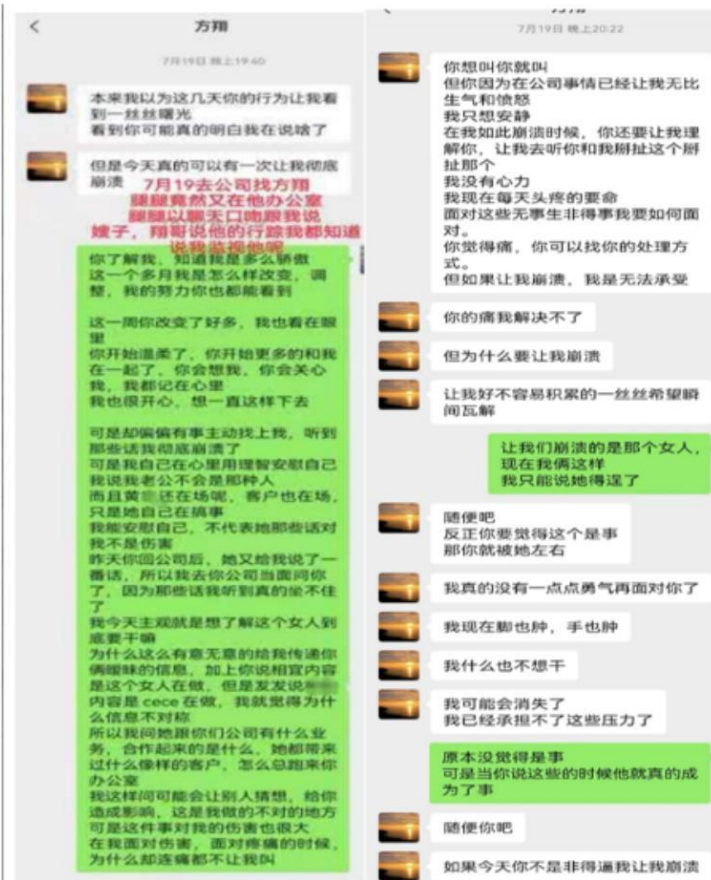 方翔
7月19日 晚上19:40
本来我以为这几天你的行为让我看
到一丝丝曙光
看到你可能真的明白我在说啥了
但是今天真的可以有一次让我彻底
崩溃
7月19去公司找方翔
腿腿竟然又在他办公室
腿腿以聊天口吻跟我说
嫂子，翔哥说他的行踪我都知道
说我监视他呢
你了解我，知道我是多么骄傲
这一个多月我是怎么样改变，调
整，我的努力你也都能看到
这一周你改变了好多，我也看在眼
里
你开始温柔了，你开始更多的和我
在一起了，你会想我，你会关心
我，我都记在心里
我也很开心，想一直这样下去
可是却偏偏有事主动找上我，听到
那些话我彻底崩溃了
可是我自己在心里用理智安慰自己
我说我老公不会是那种人
而且黄 还在场呢，客户也在场，
只是她自己在搞事
我能安慰自己，不代表她那些话对
我不是伤害
昨天你回公司后，她又给我说了一
番话，所以我去你公司当面问你
了，因为那些话我听到真的坐不住
了
我今天主观就是想了解这个女人到
底要干嘛
为什么这么有意无意的给我传递你
俩暧昧的信息，加上你说相宜内容
是这个女人在做，但是发发说
内容是 cece 在做，我就觉得为什
么信息不对称
所以我问她跟你们公司有什么业
务，合作起来的是什么，她都带来
过什么像样的客户，怎么总跑来你
办公室
我这样问可能会让别人猜想，给你
造成影响，这是我做的不对的地方
可是这件事对我的伤害也很大
在我面对伤害，面对疼痛的时候，
为什么却连痛都不让我叫
7月19日 晚上20:22
你想叫你就叫
但你因为在公司事情已经让我无比
生气和愤怒
我只想安静
在我如此崩溃时候，你还要让我理
解你，让我去听你和我掰扯这个掰
扯那个
我没有心力
我现在每天头疼的要命
面对这些无事生非得事我要如何面
对。
你觉得痛，你可以找你的处理方
式。
但如果让我崩溃，我是无法承受
你的痛我解决不了
但为什么要让我崩溃
让我好不容易积累的一丝丝希望瞬
间瓦解
让我们崩溃的是那个女人，
现在我俩这样
我只能说她得逞了
随便吧
反正你要觉得这个是事
那你就被她左右
我真的没有一点点勇气再面对你了
我现在脚也肿，手也肿
我什么也不想干
我可能会消失了
我已经承担不了这些压力了
原本没觉得是事
可是当你说这些的时候他就真的成
为了事
随便你吧
如果今天你不是非得逼我让我崩溃